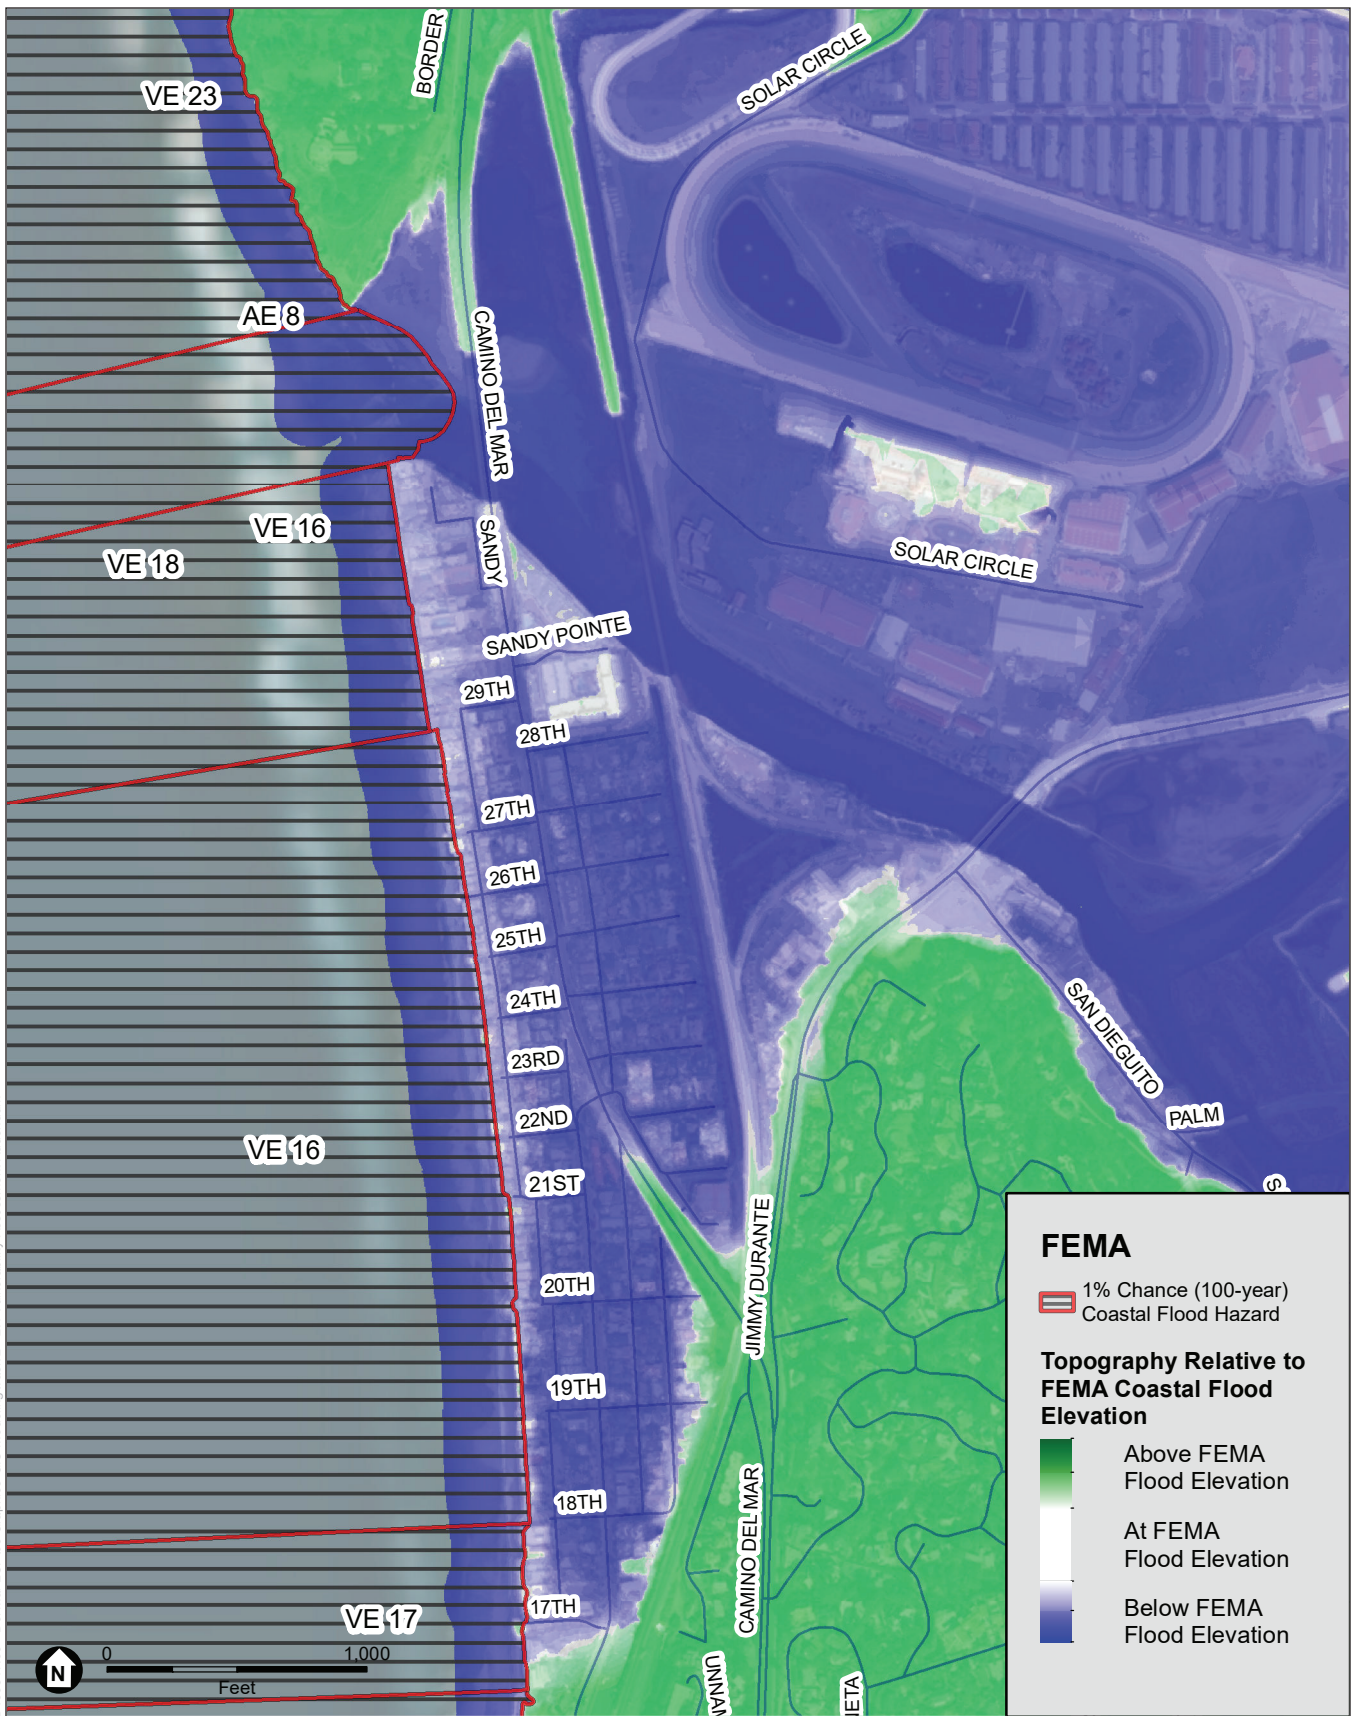 BORDER
SOLAR CIRCLE
VE 23
AE 8
CAMINO DEL MAR
VE 16
SANDY
VE 18
SOLAR CIRCLE
SANDY POINTE
29TH
28TH
27TH
26TH
25TH
24TH
SAN DIEGUITO
23RD
22ND
PALM
VE 16
21ST
JIMMY DURANTE
20TH
19TH
18TH
CAMINO DEL MAR
17TH
VE 17
0 1,000
Feet
N
UNNAM
IETA
FEMA
1% Chance (100-year)
Coastal Flood Hazard
Topography Relative to
FEMA Coastal Flood
Elevation
Above FEMA
Flood Elevation
At FEMA
Flood Elevation
Below FEMA
Flood Elevation